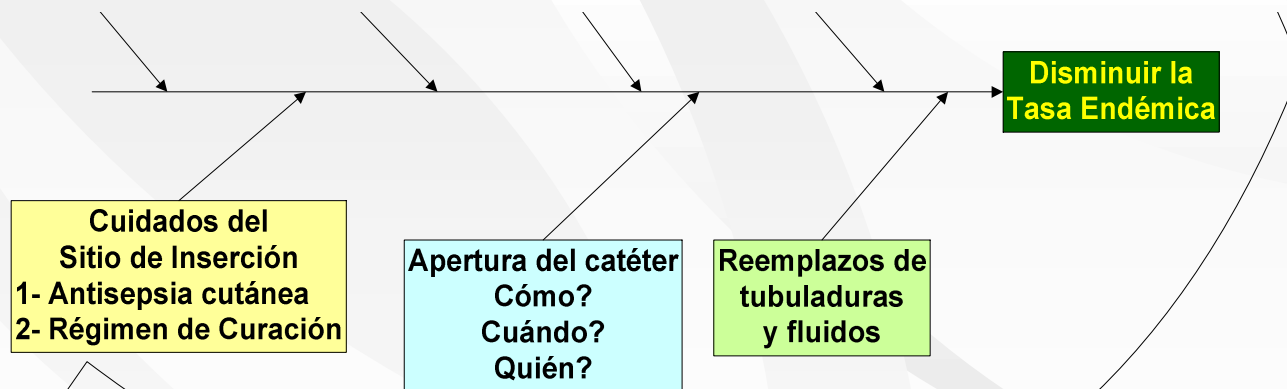 Disminuir la
Tasa Endémica
Cuidados del
Sitio de Inserción
1- Antisepsia cutánea
2- Régimen de Curación
Apertura del catéter
Cómo?
Cuándo?
Quién?
Reemplazos de
tubuladuras
y fluidos